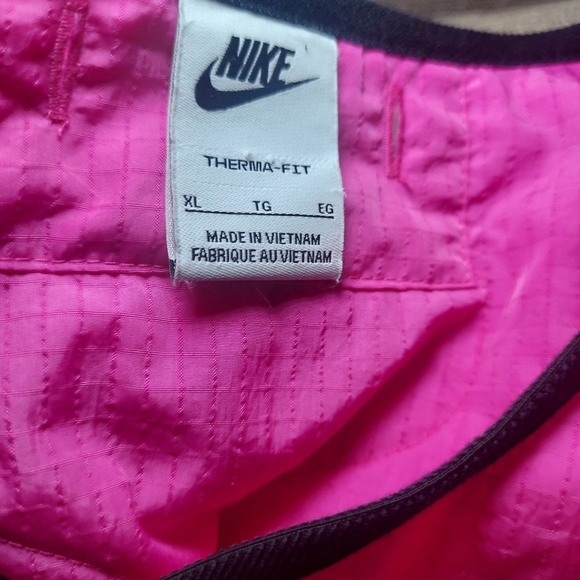 NIKE
THERMA-FIT
XL TG EG
MADE IN VIETNAM
FABRIQUE AU VIETNAM